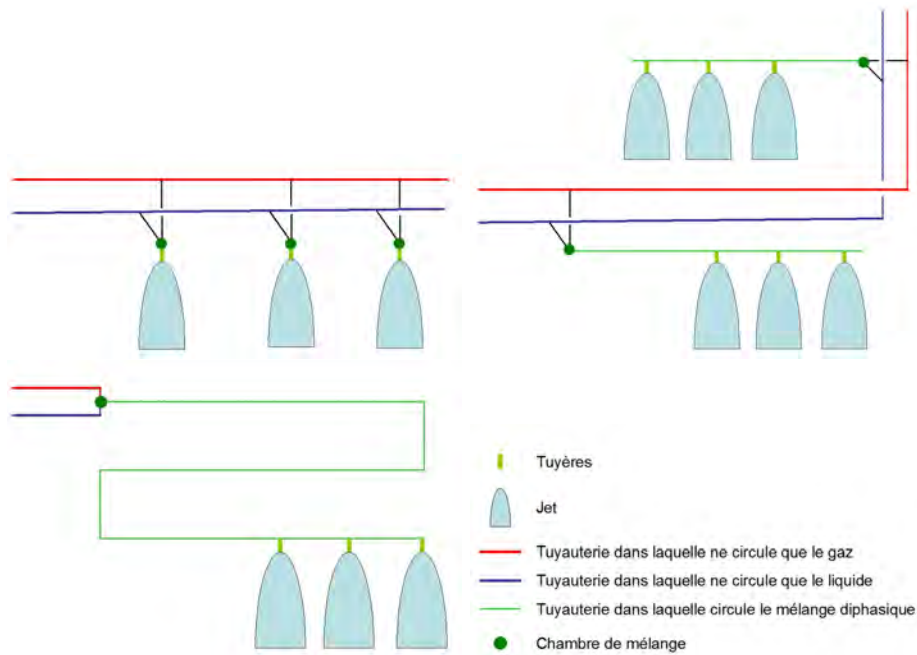 Tuyères
Jet
Tuyauterie dans laquelle ne circule que le gaz
Tuyauterie dans laquelle ne circule que le liquide
Tuyauterie dans laquelle circule le mélange diphasique
Chambre de mélange